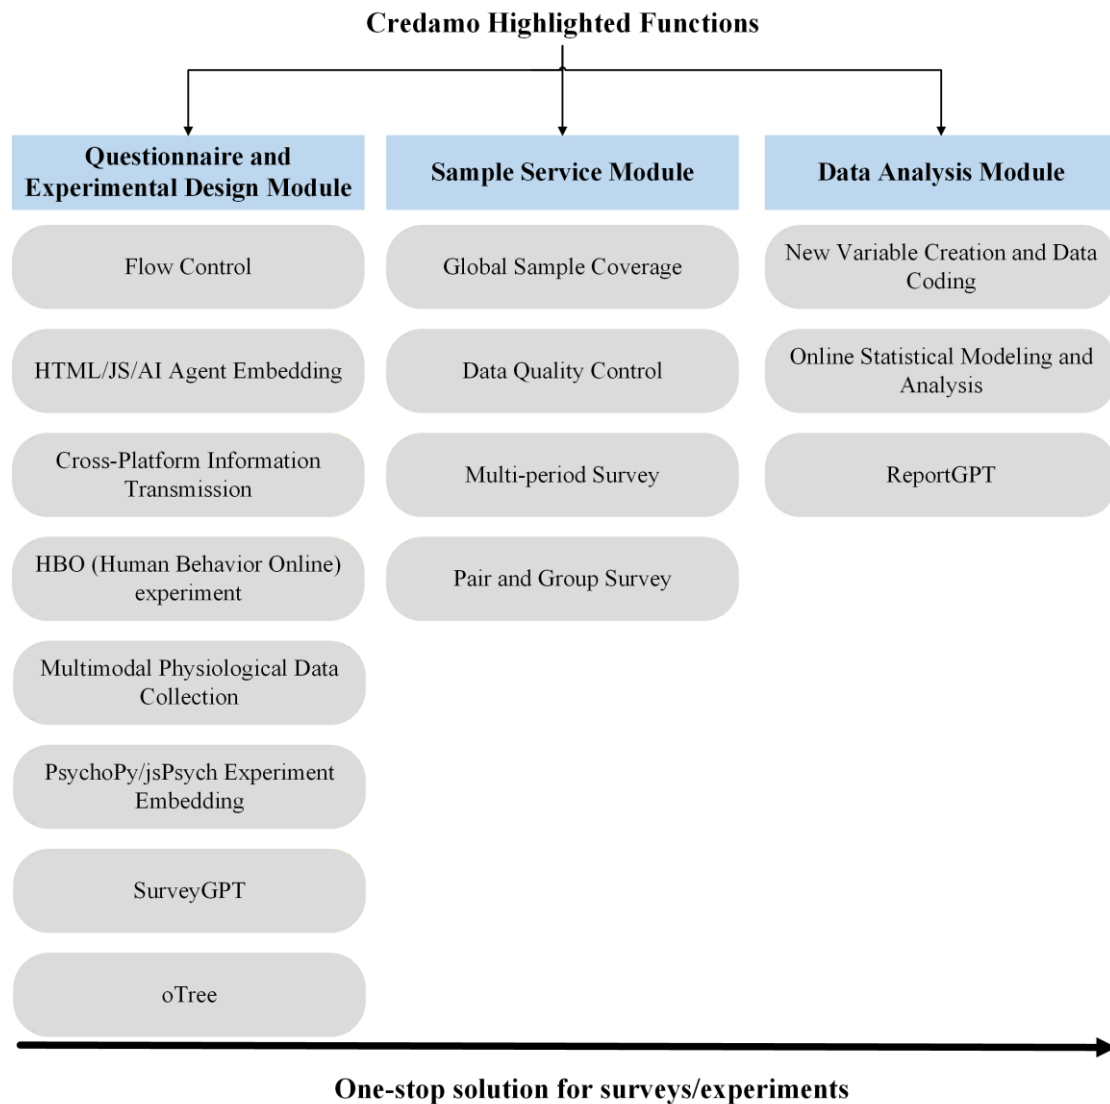 Credamo Highlighted Functions
Questionnaire and
Experimental Design Module
Flow Control
HTML/JS/AI Agent Embedding
Cross-Platform Information
Transmission
HBO (Human Behavior Online)
experiment
Multimodal Physiological Data
Collection
PsychoPy/jsPsych Experiment
Embedding
SurveyGPT
oTree
Sample Service Module
Global Sample Coverage
Data Quality Control
Multi-period Survey
Pair and Group Survey
Data Analysis Module
New Variable Creation and Data
Coding
Online Statistical Modeling and
Analysis
ReportGPT
One-stop solution for surveys/experiments